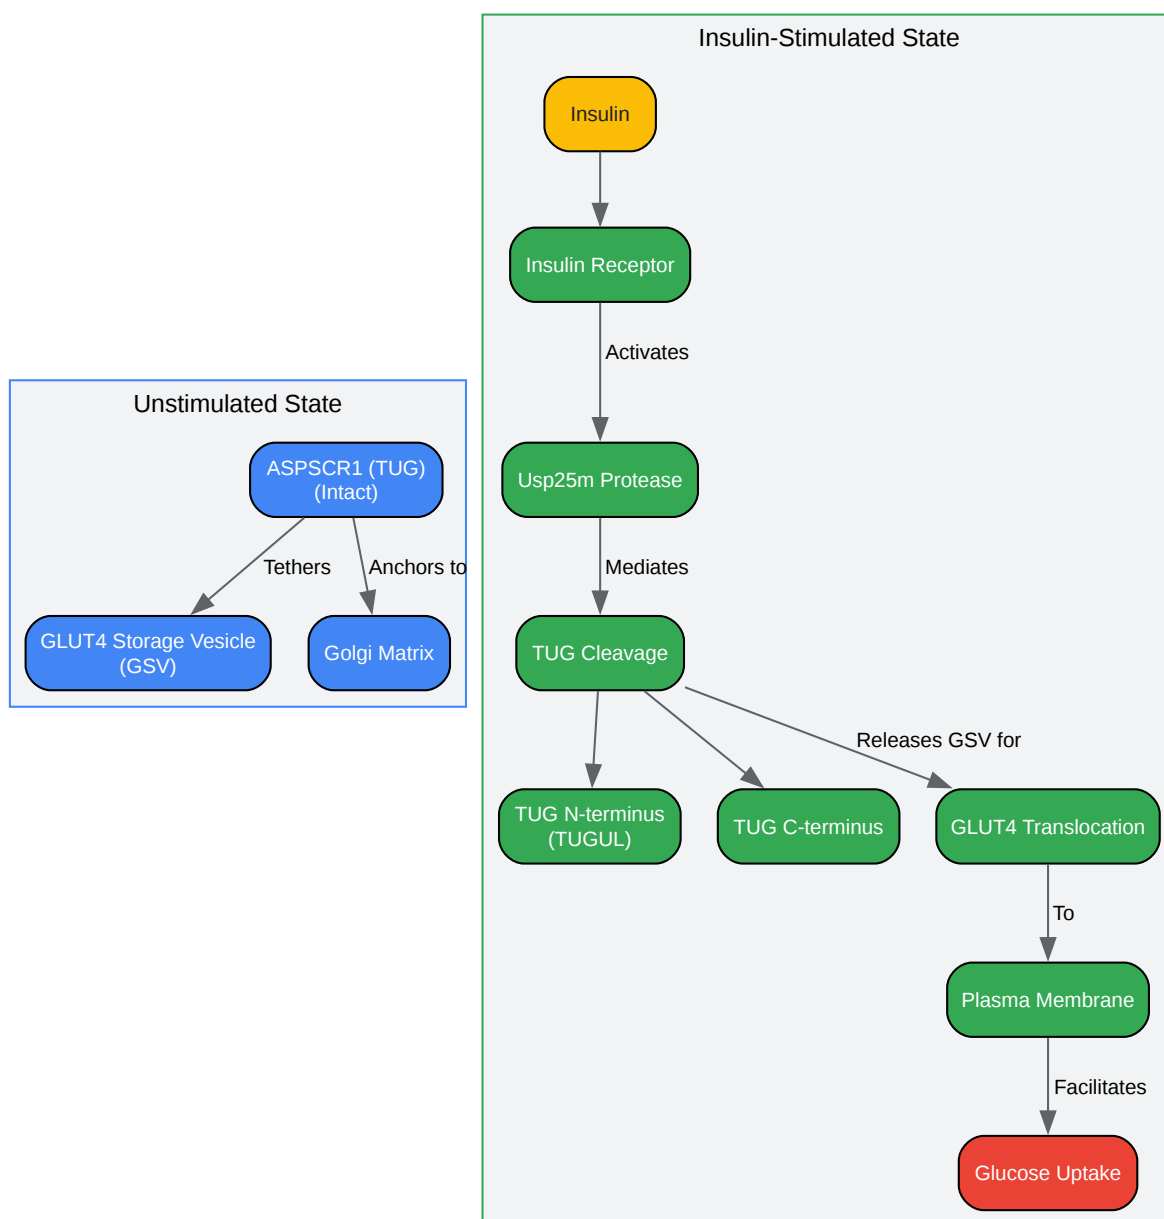 Insulin-Stimulated State
Insulin
Insulin Receptor
Activates
Unstimulated State
ASPSCR1 (TUG)
(Intact)
Usp25m Protease
Tethers
Anchors to
Mediates
GLUT4 Storage Vesicle
(GSV)
Golgi Matrix
TUG Cleavage
Releases GSV for
TUG N-terminus
(TUGUL)
TUG C-terminus
GLUT4 Translocation
To
Plasma Membrane
Facilitates
Glucose Uptake